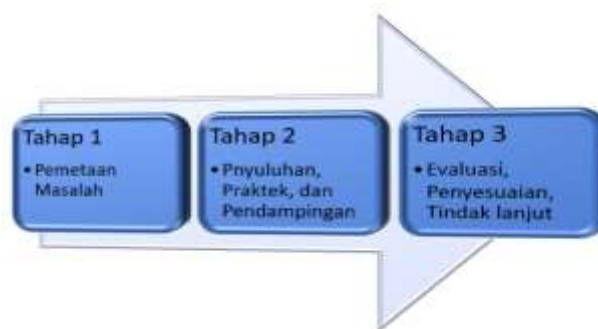 Tahap 1
• Pemetaan
Masalah
Tahap 2
• Pnyuluhan,
Praktek, dan
Pendampingan
Tahap 3
• Evaluasi,
Penyesuaian,
Tindak lanjut